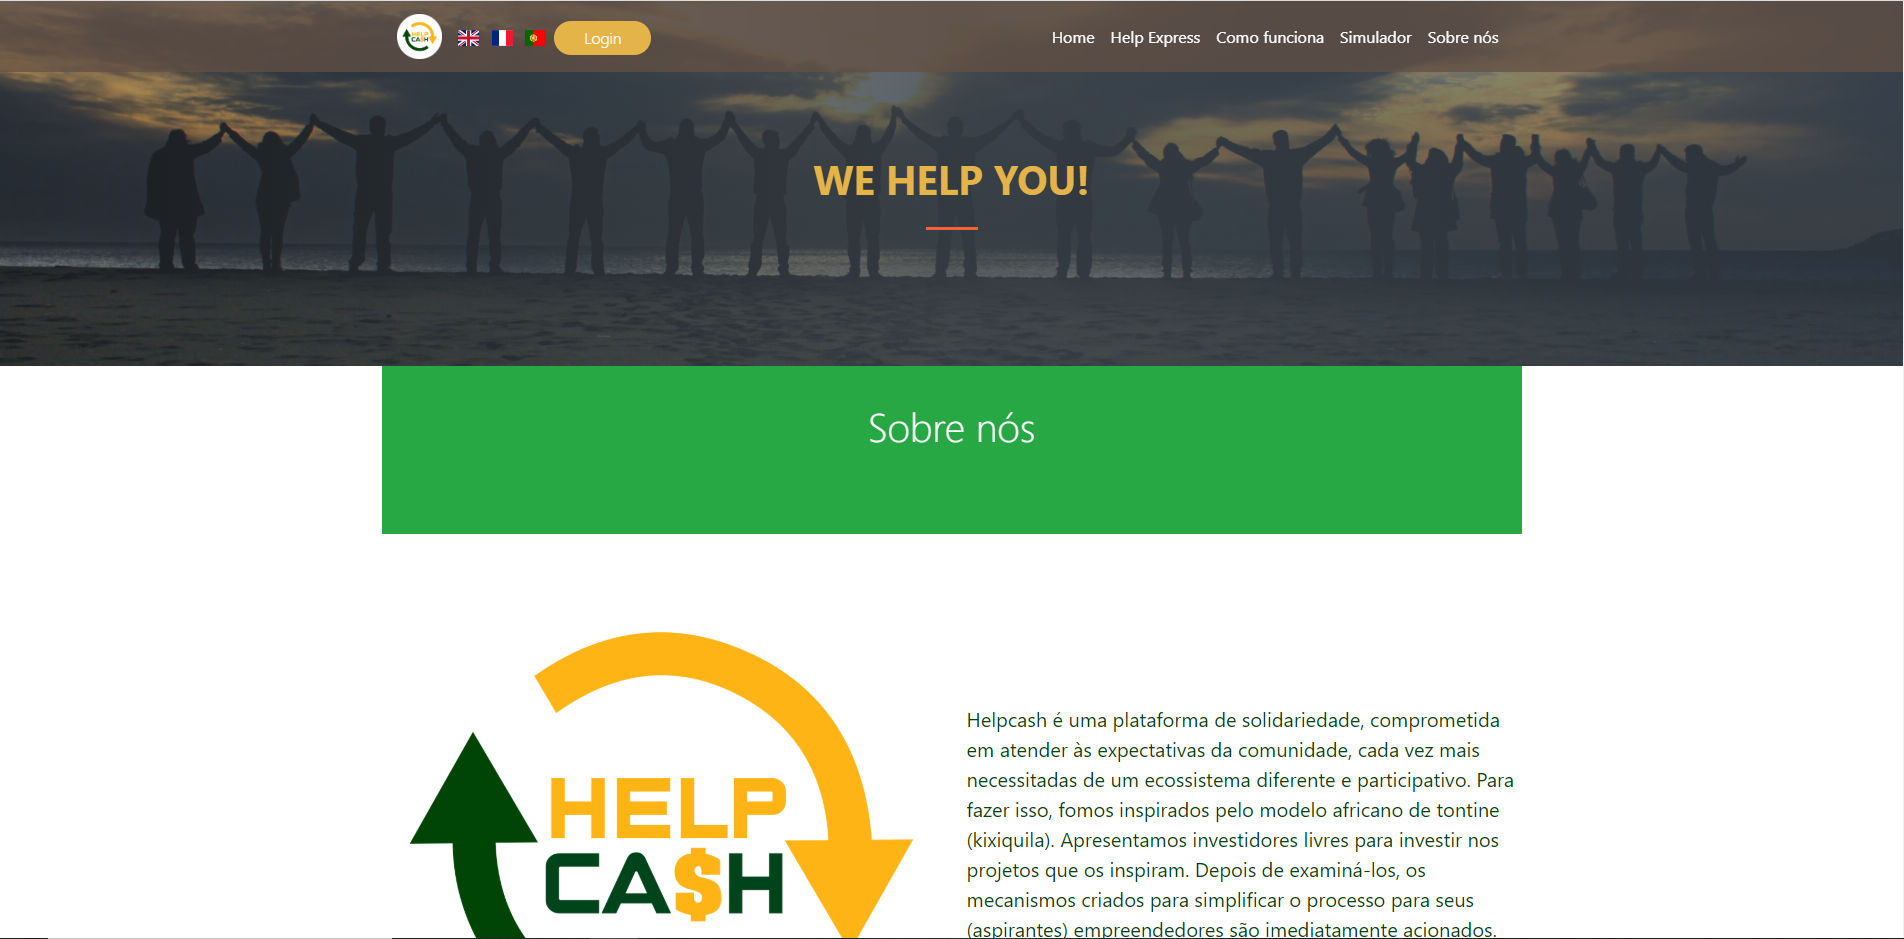 HELP
CA$H
Login
Home
Help Express
Como funciona
Simulador
Sobre nós
WE HELP YOU!
Sobre nós
HELP
CA$H
Helpcash é uma plataforma de solidariedade, comprometida
em atender às expectativas da comunidade, cada vez mais
necessitadas de um ecossistema diferente e participativo. Para
fazer isso, fomos inspirados pelo modelo africano de tontine
(kixiquila). Apresentamos investidores livres para investir nos
projetos que os inspiram. Depois de examiná-los, os
mecanismos criados para simplificar o processo para seus
(aspirantes) empreendedores são imediatamente acionados.